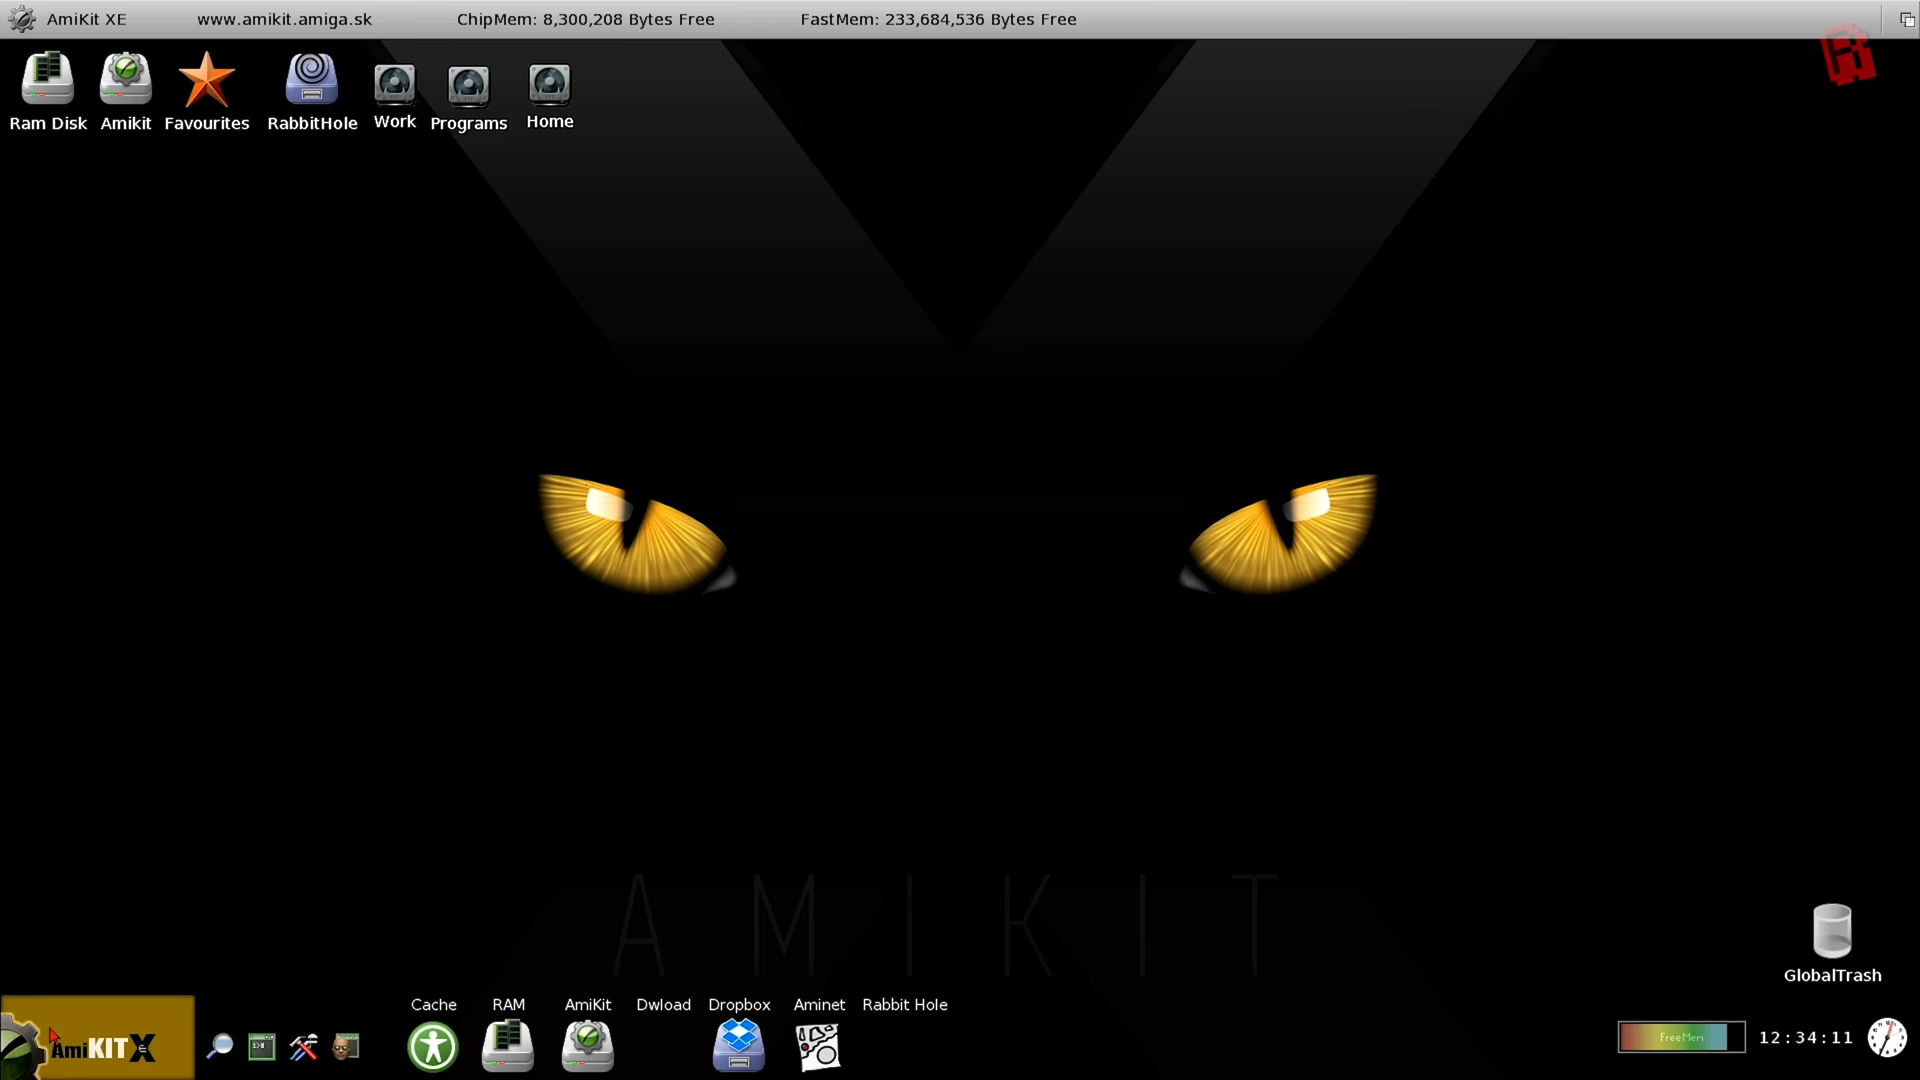 AmiKit XE www.amikit.amiga.sk ChipMem: 8,300,208 Bytes Free FastMem: 233,684,536 Bytes Free
Ram Disk Amikit Favourites RabbitHole Work Programs Home
AMIKIT
GlobalTrash
Cache RAM AmiKit Dwload Dropbox Aminet Rabbit Hole
AmiKIT X
FreeMem 12:34:11